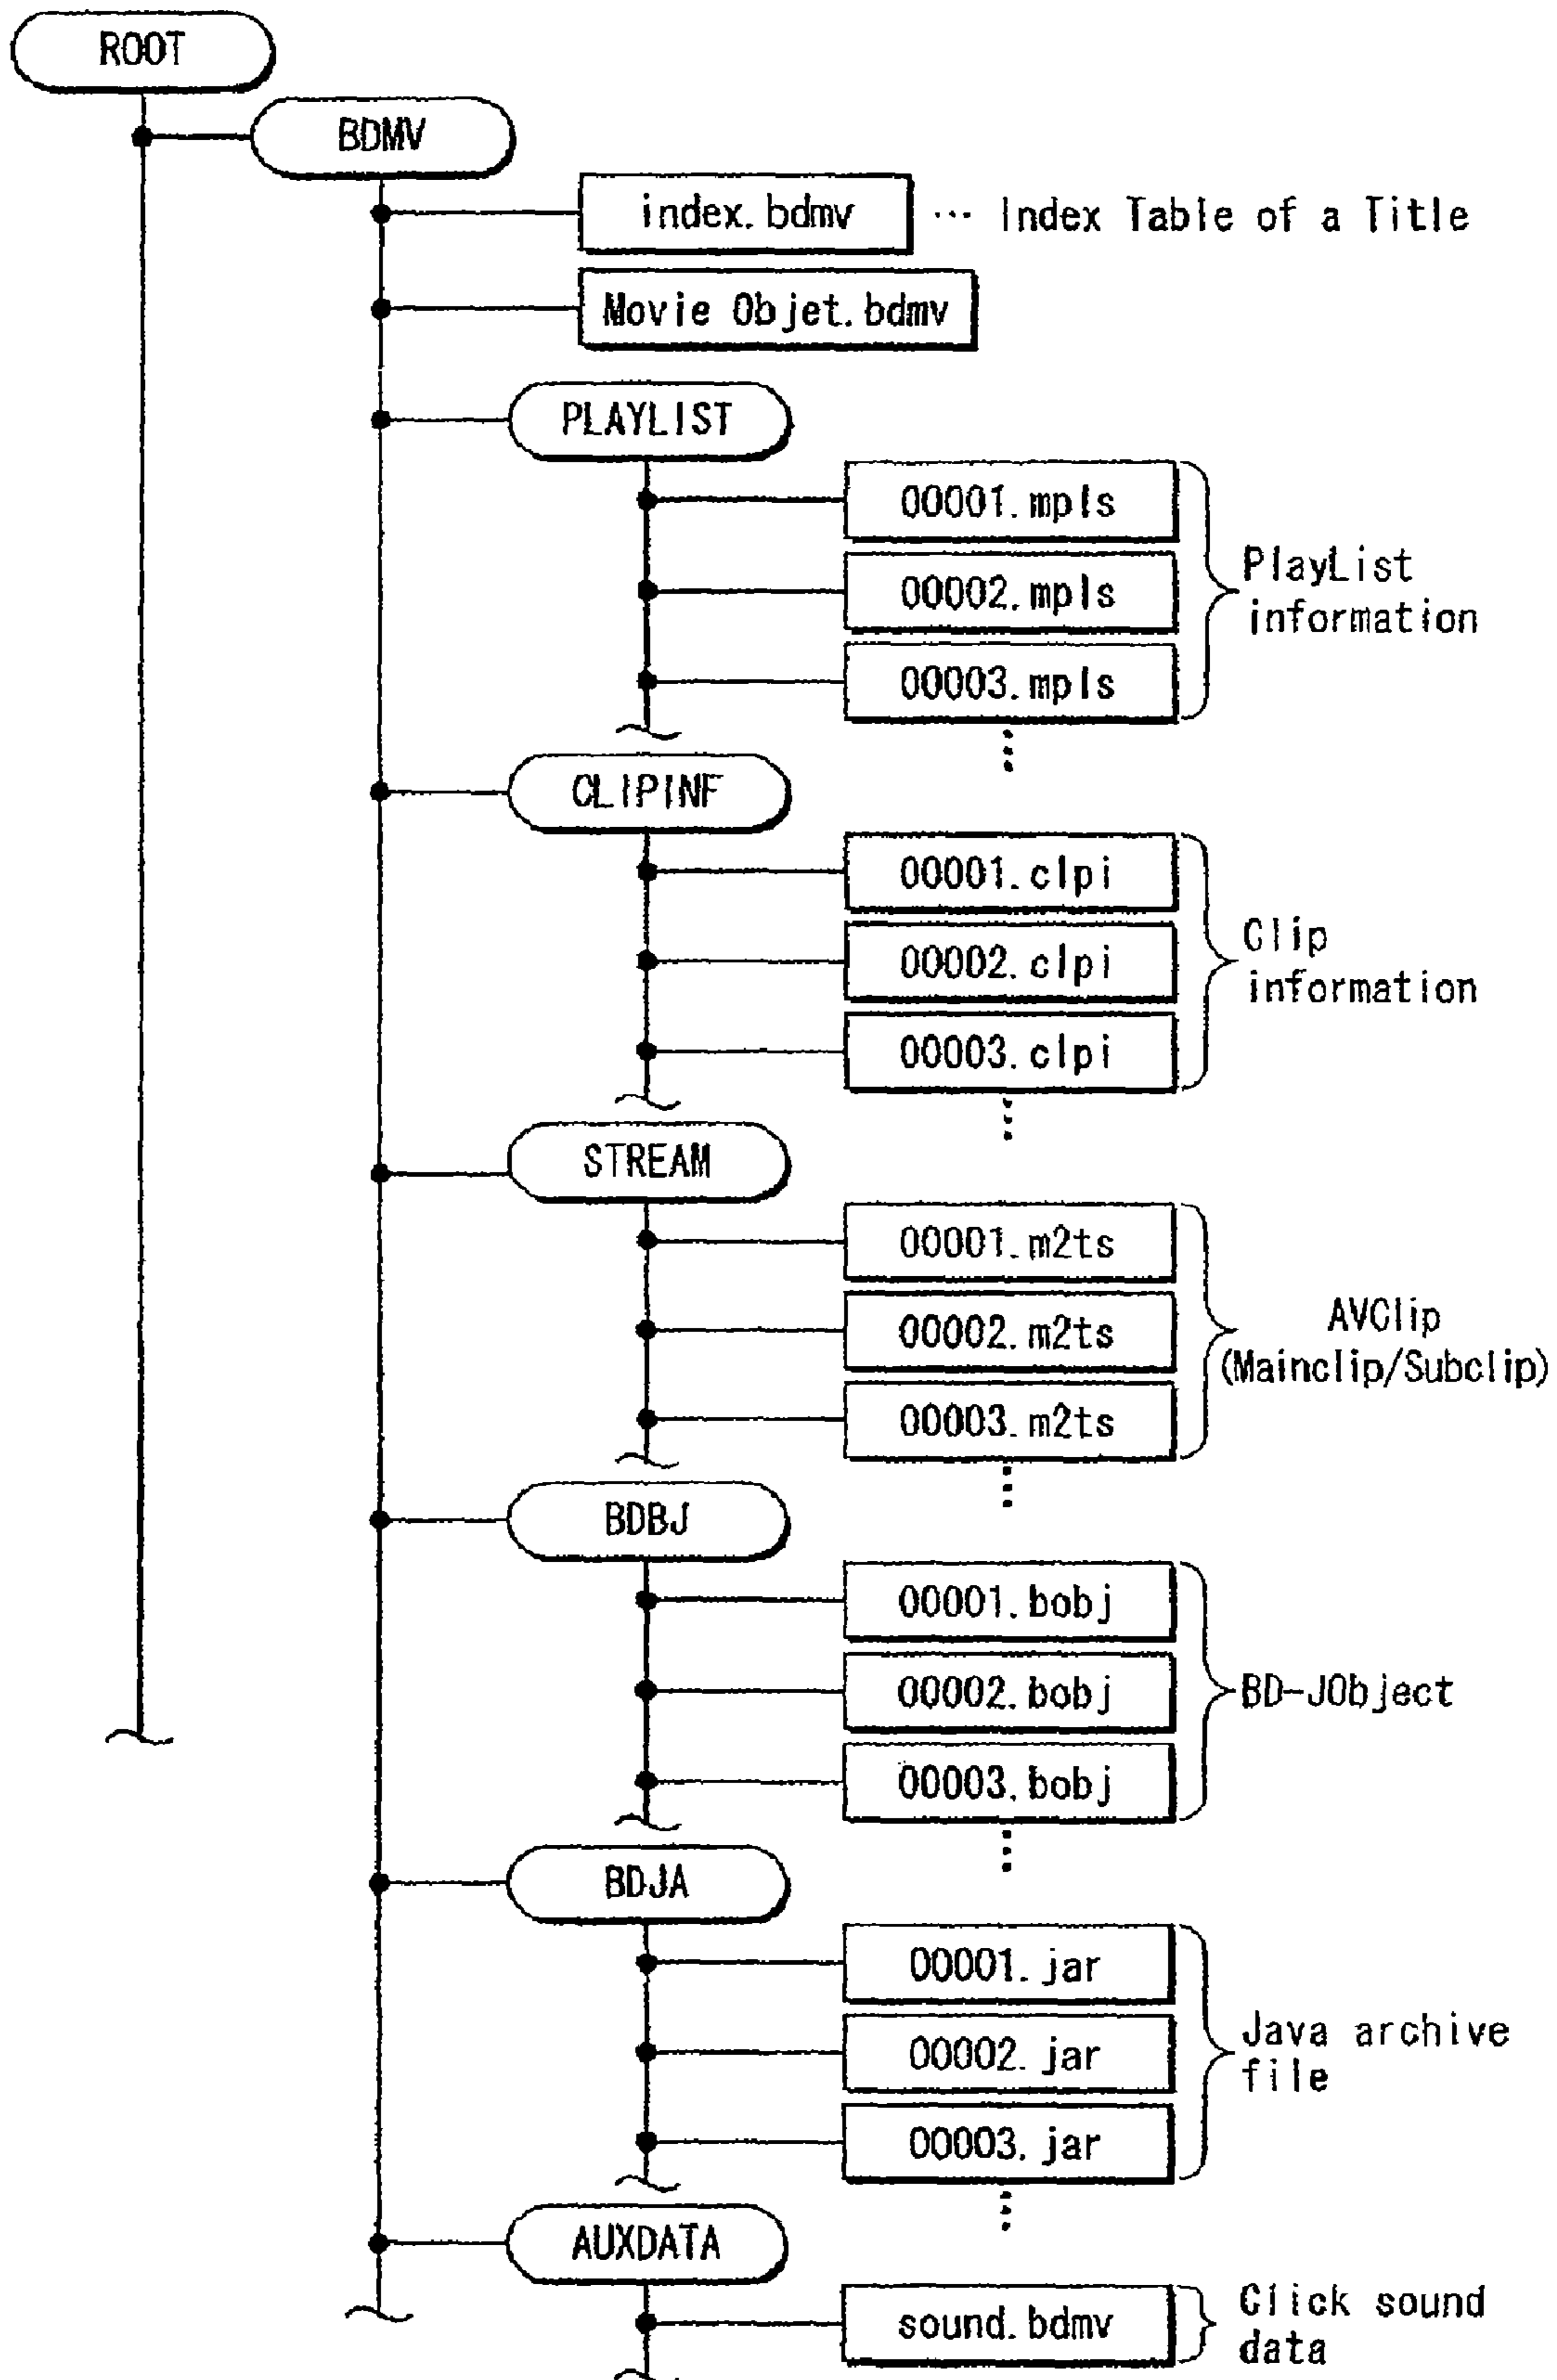 ROOT
BDMV
index.bdmv ... Index Table of a Title
Movie Objet.bdmv
PLAYLIST
00001.mpls
00002.mpls
00003.mpls
PlayList
information
CLIPINF
00001.clpi
00002.clpi
00003.clpi
Clip
information
STREAM
00001.m2ts
00002.m2ts
00003.m2ts
AVClip
(Mainclip/Subclip)
BDBJ
00001.bobj
00002.bobj
00003.bobj
BD-JObject
BDJA
00001.jar
00002.jar
00003.jar
Java archive
file
AUXDATA
sound.bdmv
Click sound
data